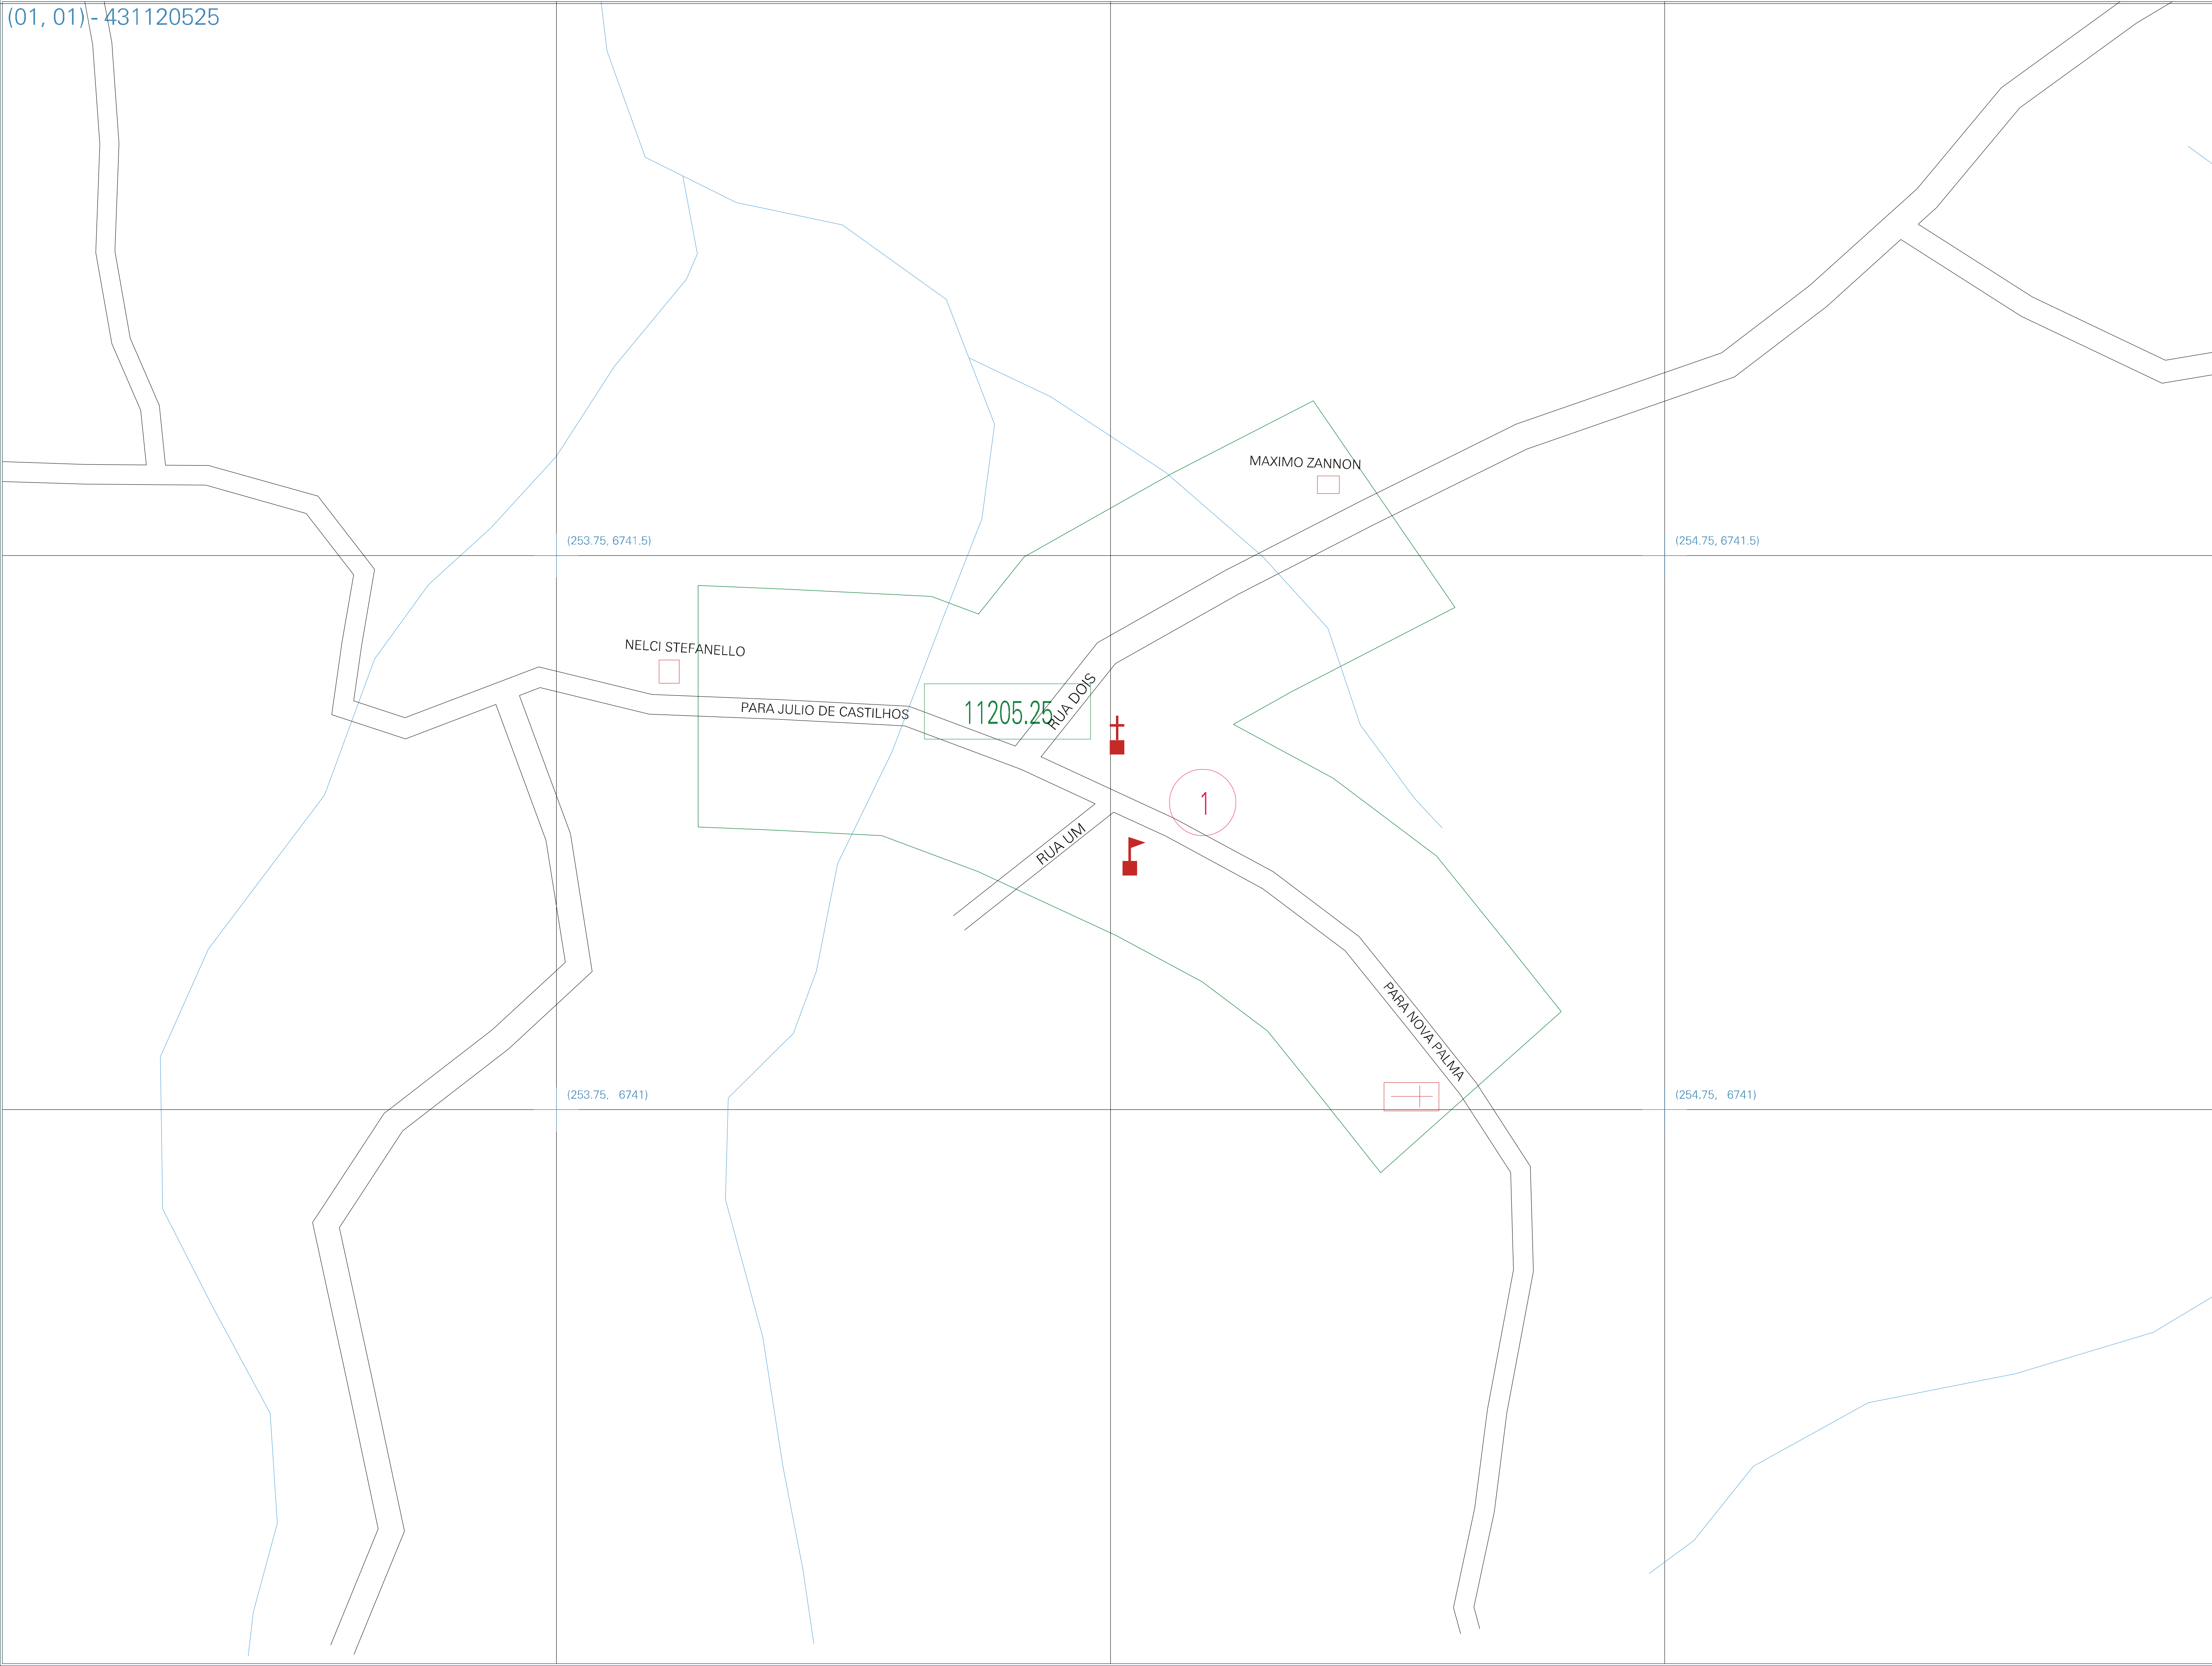 (01, 01) - 431120525
MAXIMO ZANNON
(253.75, 6741.5)
(254.75, 6741.5)
NELCI STEFANELLO
PARA JULIO DE CASTILHOS
11205.25
RUA DOIS
1
RUA UM
PARA NOVA PALMA
(253.75, 6741)
(254.75, 6741)